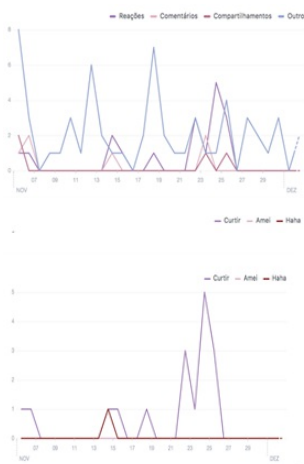 Reações Comentários Compartilhamentos Outro
8
6
4
2
0
07 09 11 13 15 17 19 21 23 25 27 29
NOV DEZ
Curtir Amei Haha
Curtir Amei Haha
5
4
3
2
1
0
07 09 11 13 15 17 19 21 23 25 27 29
NOV DEZ